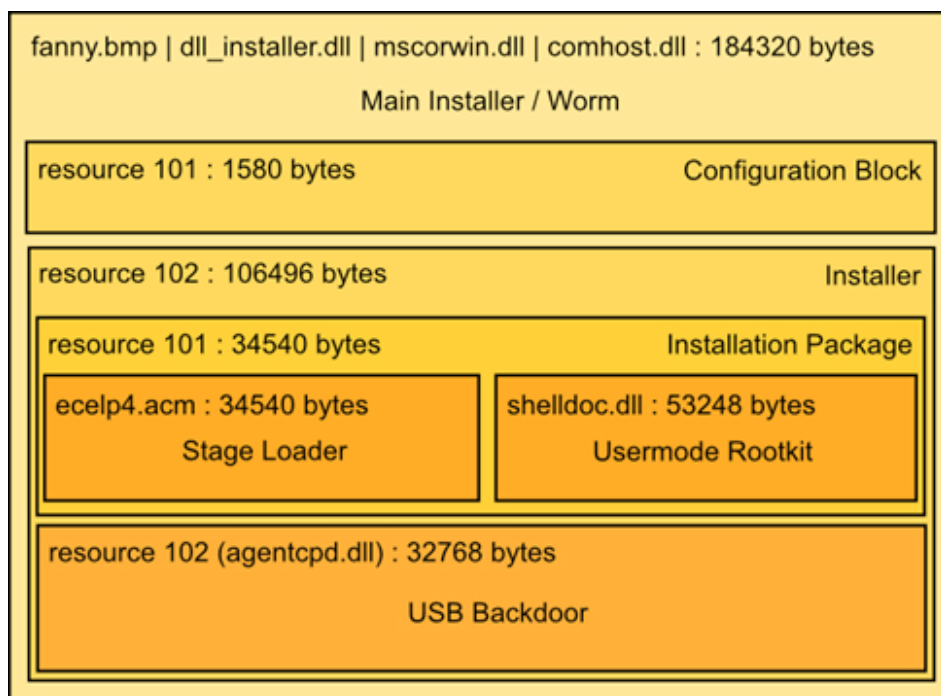 fanny.bmp | dll_installer.dll | mscorwin.dll | comhost.dll : 184320 bytes
Main Installer / Worm
resource 101 : 1580 bytes Configuration Block
resource 102 : 106496 bytes Installer
resource 101 : 34540 bytes Installation Package
ecelp4.acm : 34540 bytes
Stage Loader
shelldoc.dll : 53248 bytes
Usermode Rootkit
resource 102 (agentcpd.dll) : 32768 bytes
USB Backdoor